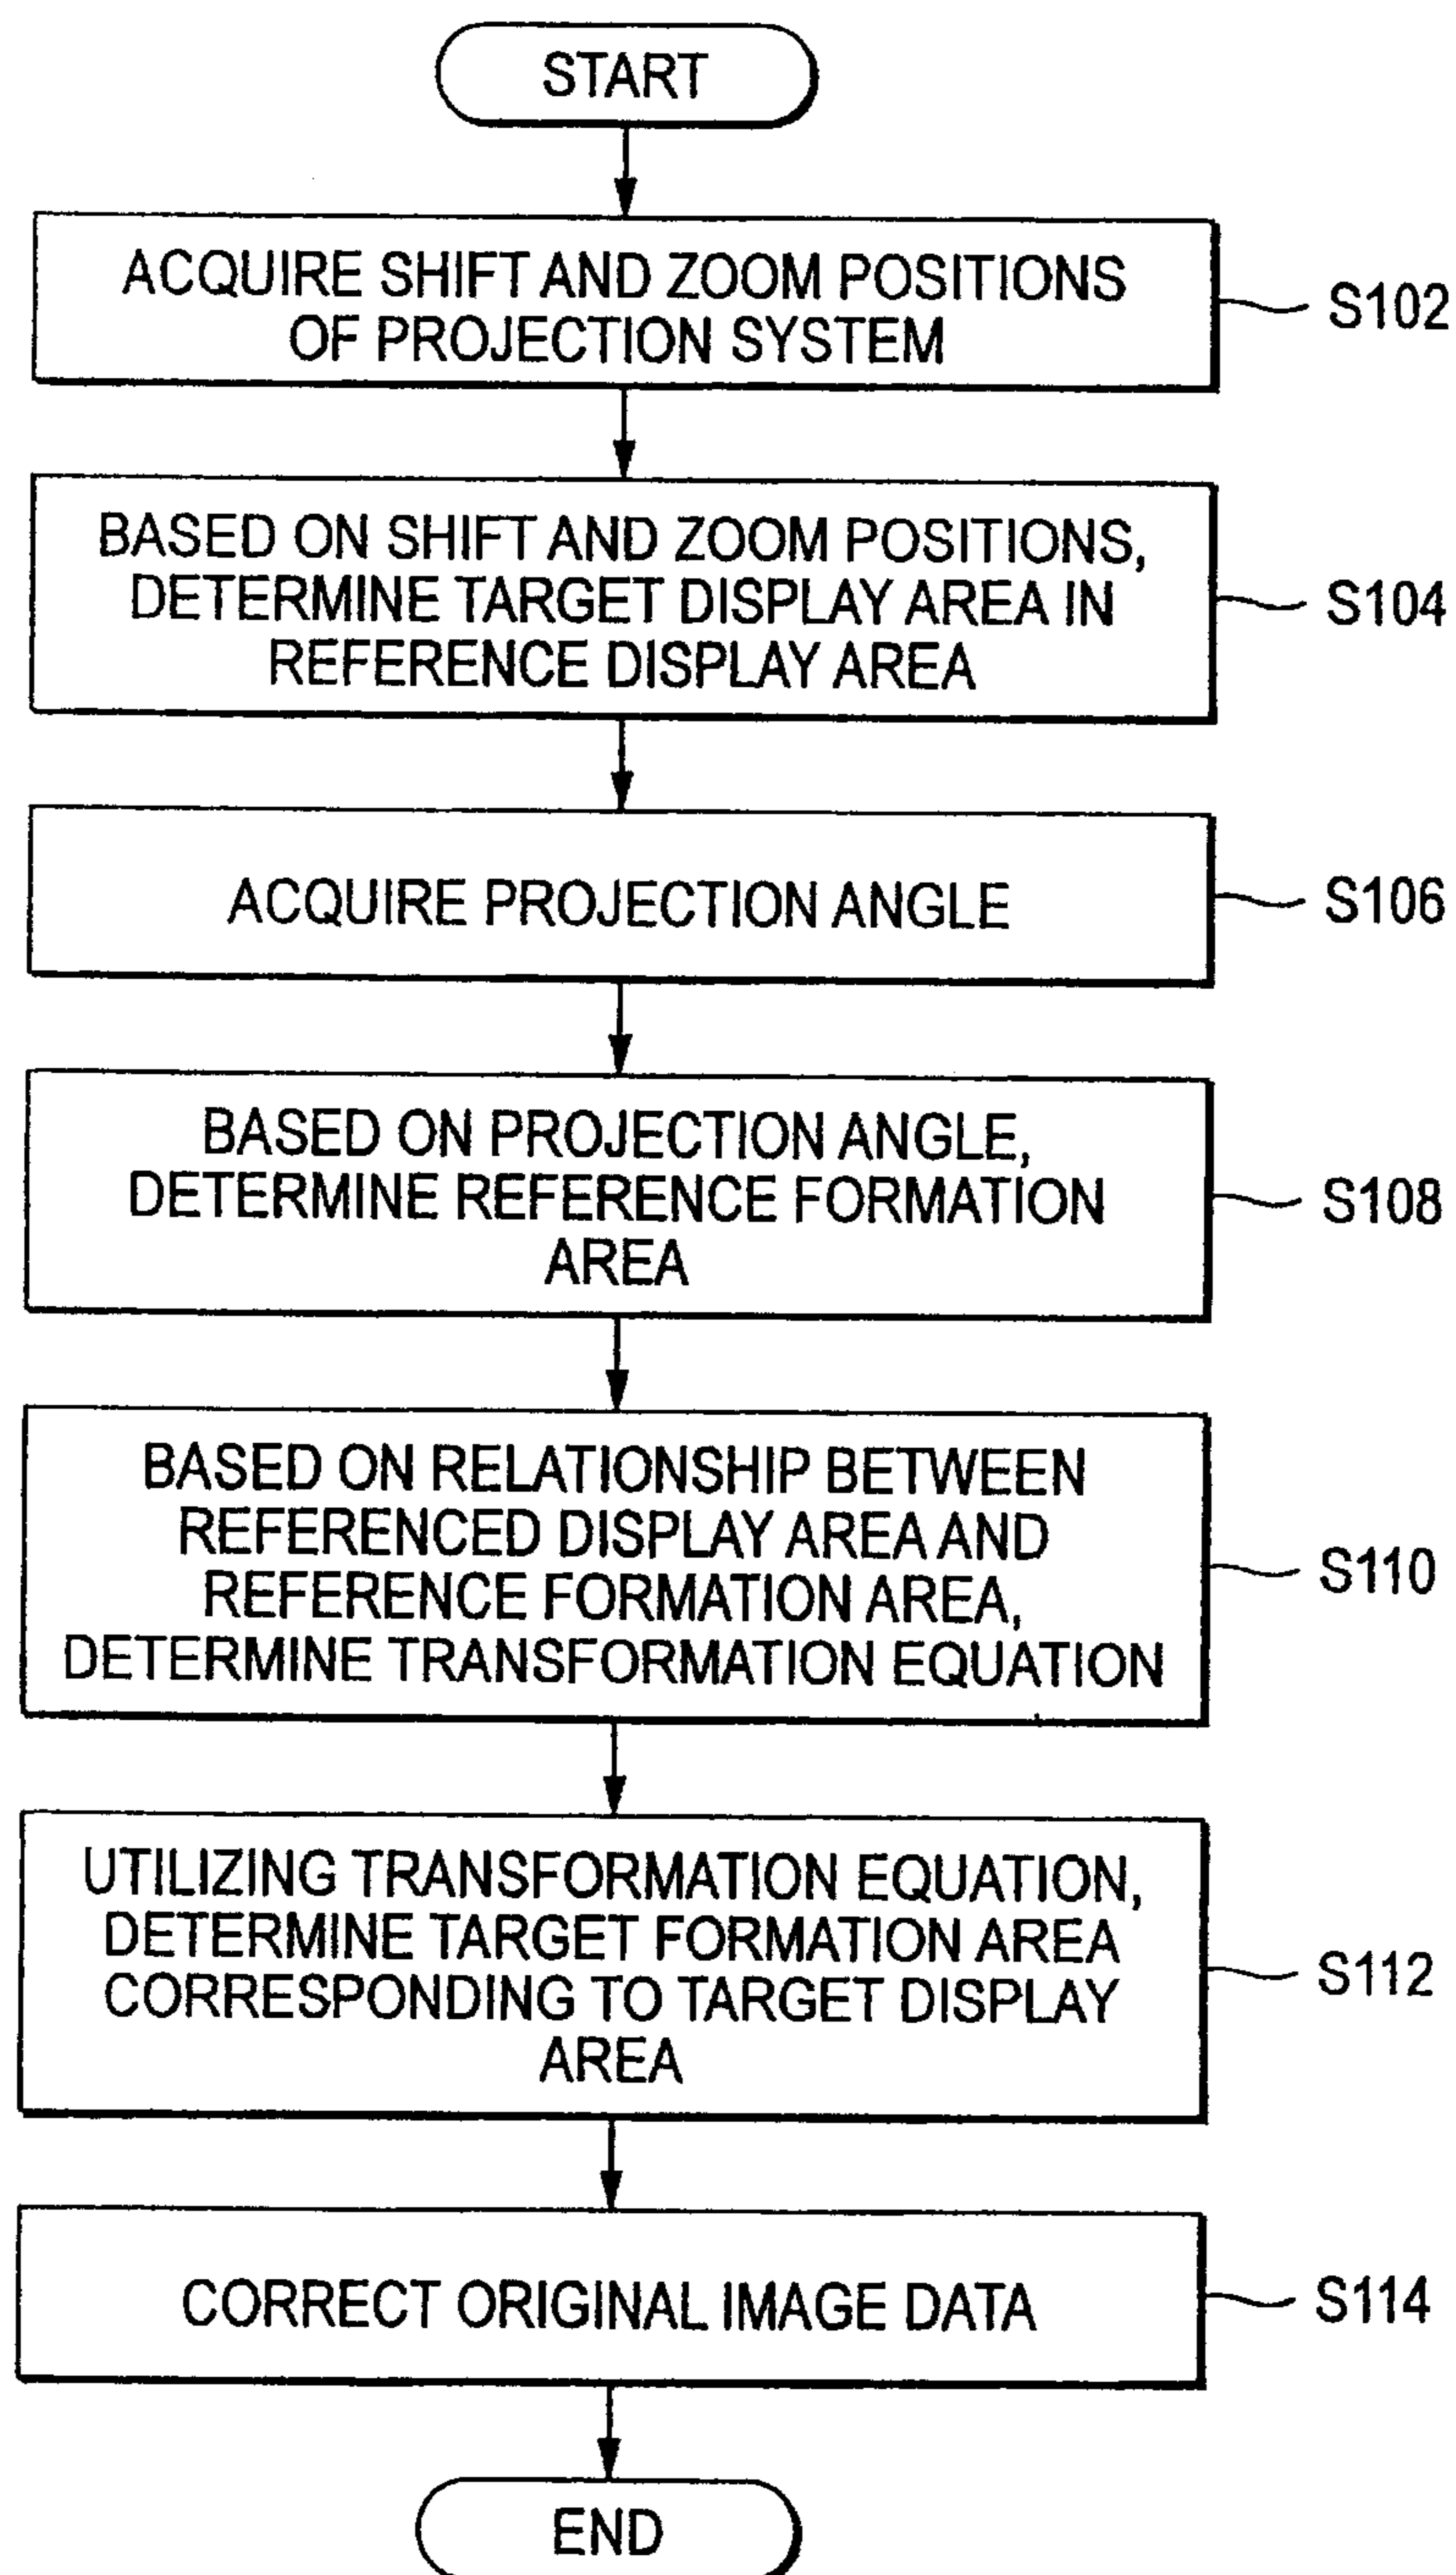 START
ACQUIRE SHIFT AND ZOOM POSITIONS
OF PROJECTION SYSTEM
S102
BASED ON SHIFT AND ZOOM POSITIONS,
DETERMINE TARGET DISPLAY AREA IN
REFERENCE DISPLAY AREA
S104
ACQUIRE PROJECTION ANGLE
S106
BASED ON PROJECTION ANGLE,
DETERMINE REFERENCE FORMATION
AREA
S108
BASED ON RELATIONSHIP BETWEEN
REFERENCED DISPLAY AREA AND
REFERENCE FORMATION AREA,
DETERMINE TRANSFORMATION EQUATION
S110
UTILIZING TRANSFORMATION EQUATION,
DETERMINE TARGET FORMATION AREA
CORRESPONDING TO TARGET DISPLAY
AREA
S112
CORRECT ORIGINAL IMAGE DATA
S114
END